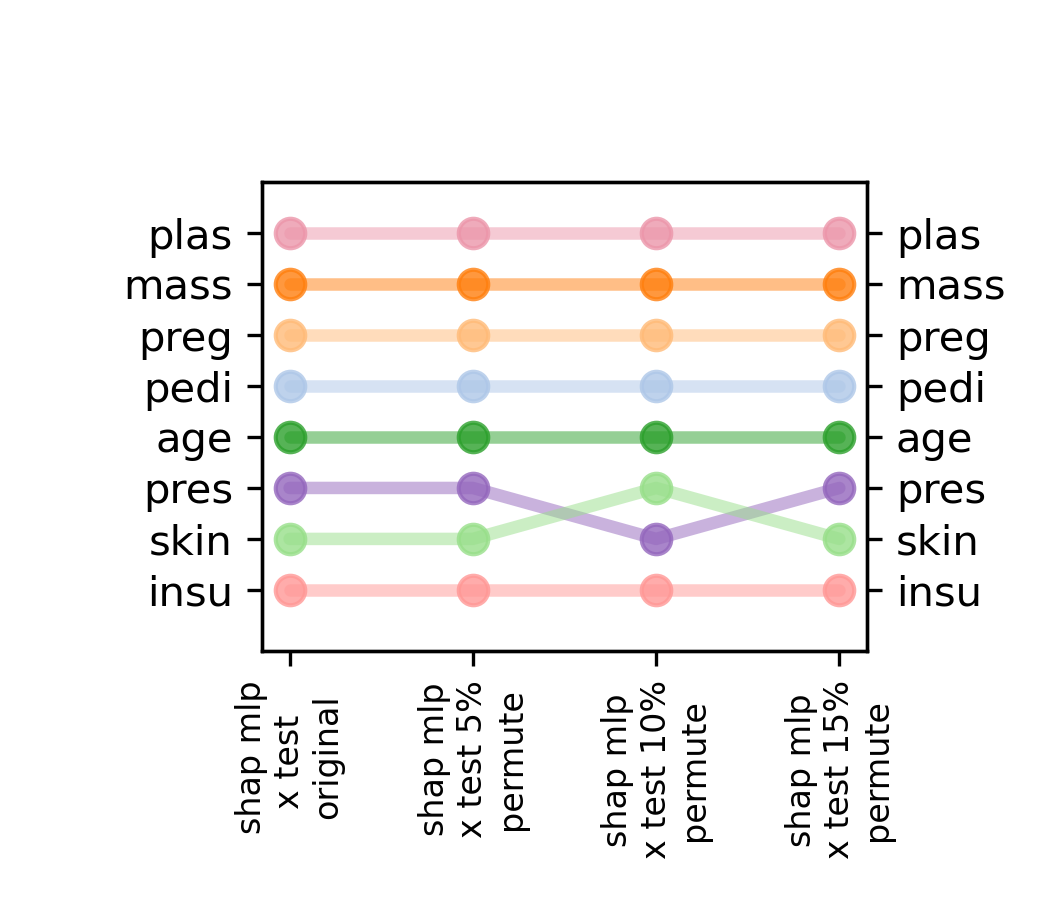 plas
mass
preg
pedi
age
pres
skin
insu
plas
mass
preg
pedi
age
pres
skin
insu
shap mlp
x test
original
shap mlp
x test 5%
permute
shap mlp
x test 10%
permute
shap mlp
x test 15%
permute